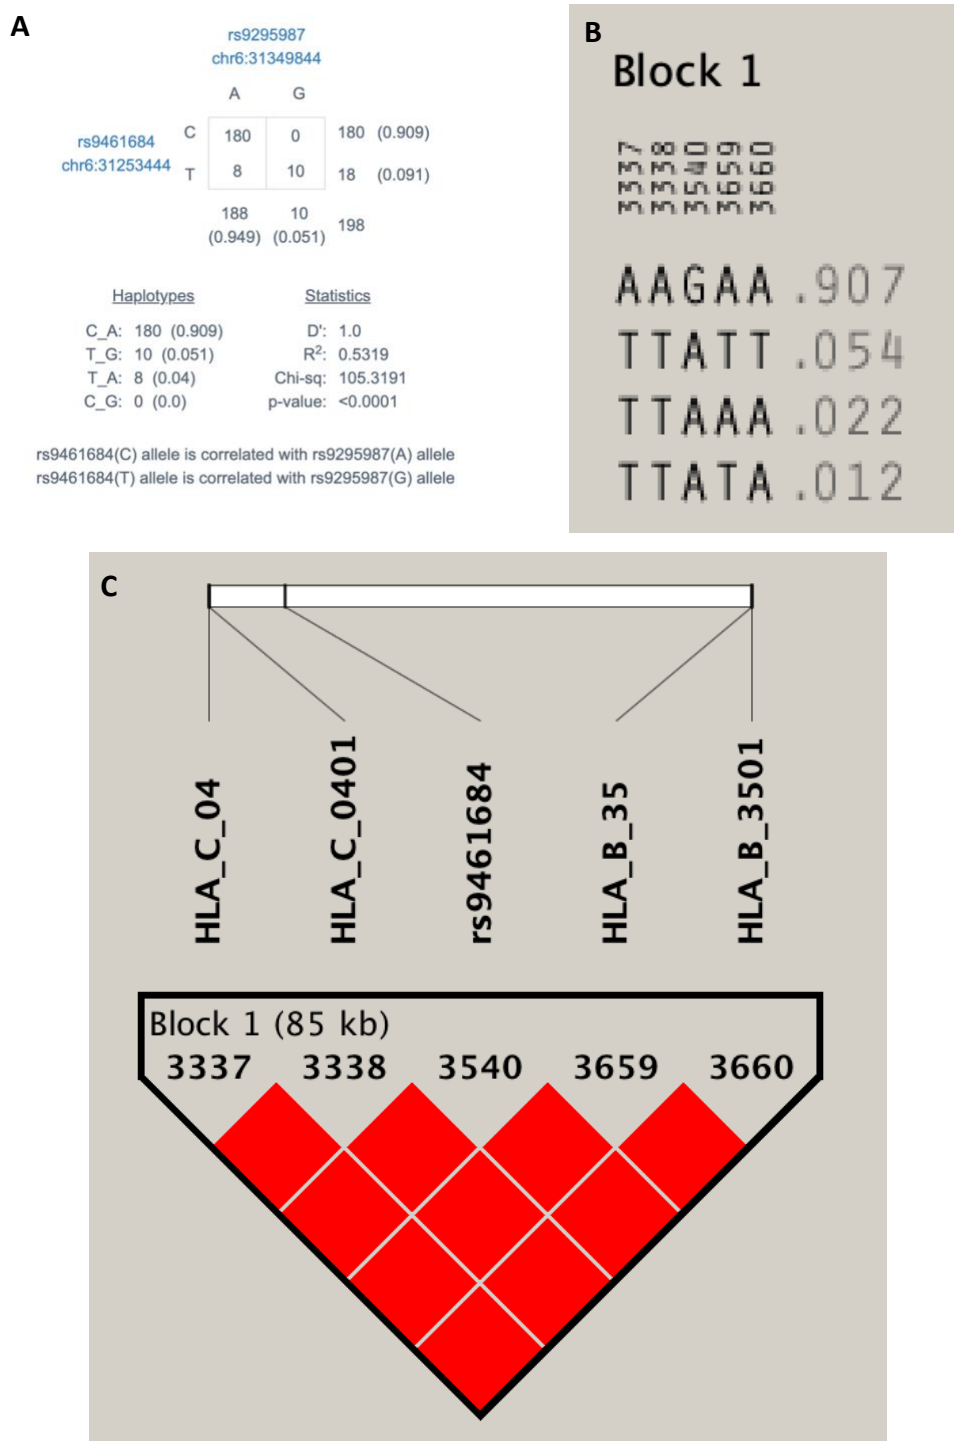 A
rs9295987
chr6:31349844
A G
rs9461684
chr6:31253444
C 180 0 180 (0.909)
T 8 10 18 (0.091)
188 10 198
(0.949) (0.051)
Haplotypes Statistics
C_A: 180 (0.909) D': 1.0
T_G: 10 (0.051) R2: 0.5319
T_A: 8 (0.04) Chi-sq: 105.3191
C_G: 0 (0.0) p-value: <0.0001
rs9461684(C) allele is correlated with rs9295987(A) allele
rs9461684(T) allele is correlated with rs9295987(G) allele
B
Block 1
3337 3338 3540 3659 3660
AAGAA .907
TTATT .054
TTAAA .022
TTATA .012
C
HLA_C_04 HLA_C_0401 rs9461684 HLA_B_35 HLA_B_3501
Block 1 (85 kb)
3337 3338 3540 3659 3660